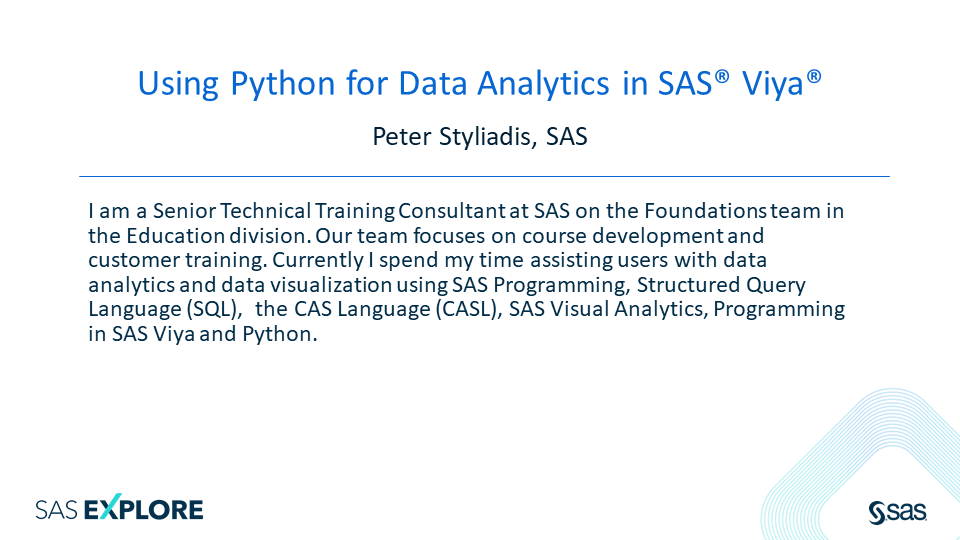 Using Python for Data Analytics in SAS® Viya®
Peter Styliadis, SAS
I am a Senior Technical Training Consultant at SAS on the Foundations team in
the Education division. Our team focuses on course development and
customer training. Currently I spend my time assisting users with data
analytics and data visualization using SAS Programming, Structured Query
Language (SQL),  the CAS Language (CASL), SAS Visual Analytics, Programming
in SAS Viya and Python.
SAS EXPLORE
sas